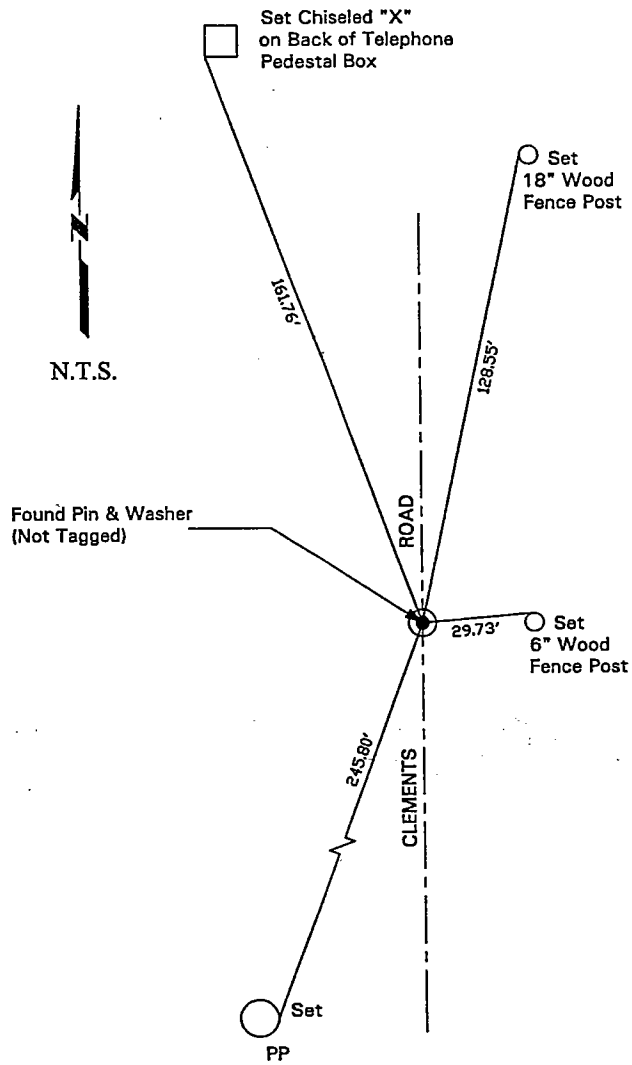 Set Chiseled "X"
on Back of Telephone
Pedestal Box
Set
18" Wood
Fence Post
N
N.T.S.
161.76'
128.55'
Found Pin & Washer
(Not Tagged)
ROAD
29.73'
Set
6" Wood
Fence Post
245.80'
CLEMENTS
Set
PP